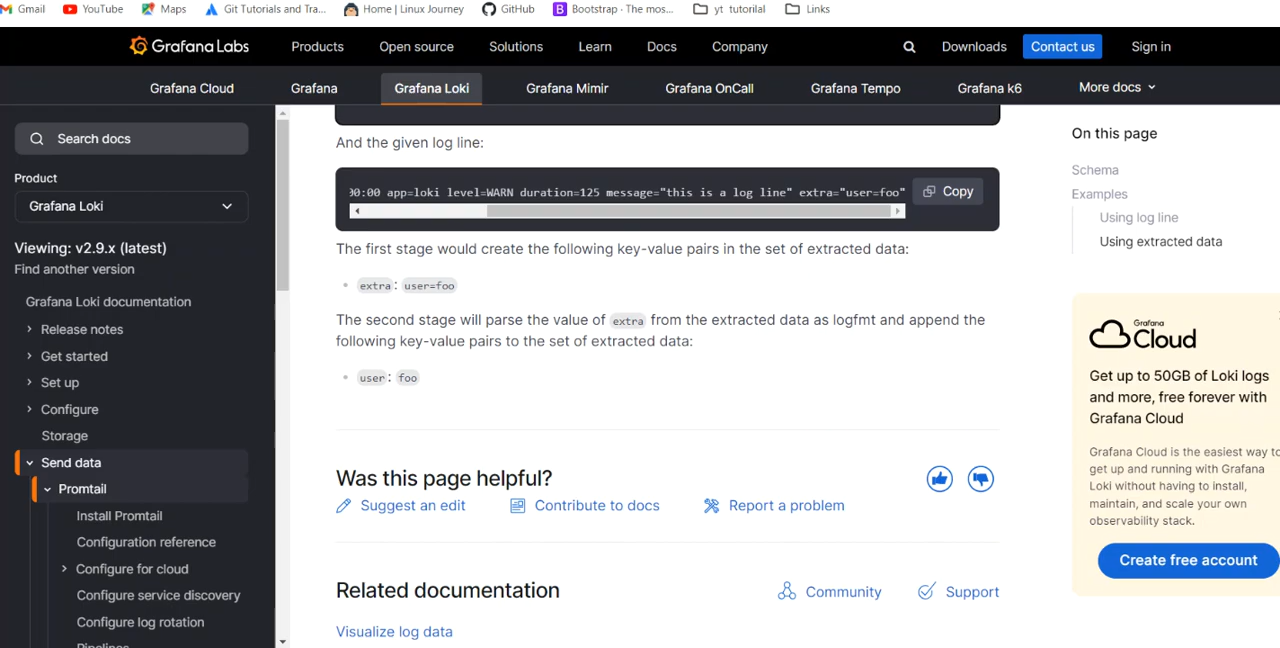 Gmail YouTube Maps Git Tutorials and Tra... Home | Linux Journey GitHub Bootstrap · The mos... yt tutorilal Links
Grafana Labs Products Open source Solutions Learn Docs Company Downloads Contact us Sign in
Grafana Cloud Grafana Grafana Loki Grafana Mimir Grafana OnCall Grafana Tempo Grafana k6 More docs
Search docs
Product
Grafana Loki
Viewing: v2.9.x (latest)
Find another version
Grafana Loki documentation
Release notes
Get started
Set up
Configure
Storage
Send data
Promtail
Install Promtail
Configuration reference
Configure for cloud
Configure service discovery
Configure log rotation
Pipelines
And the given log line:
00:00 app=loki level=WARN duration=125 message="this is a log line" extra="user=foo"
Copy
The first stage would create the following key-value pairs in the set of extracted data:
extra: user=foo
The second stage will parse the value of extra from the extracted data as logfmt and append the
following key-value pairs to the set of extracted data:
user: foo
Was this page helpful?
Suggest an edit Contribute to docs Report a problem
Related documentation Community Support
Visualize log data
On this page
Schema
Examples
Using log line
Using extracted data
Grafana
Cloud
Get up to 50GB of Loki logs
and more, free forever with
Grafana Cloud
Grafana Cloud is the easiest way to
get up and running with Grafana
Loki without having to install,
maintain, and scale your own
observability stack.
Create free account